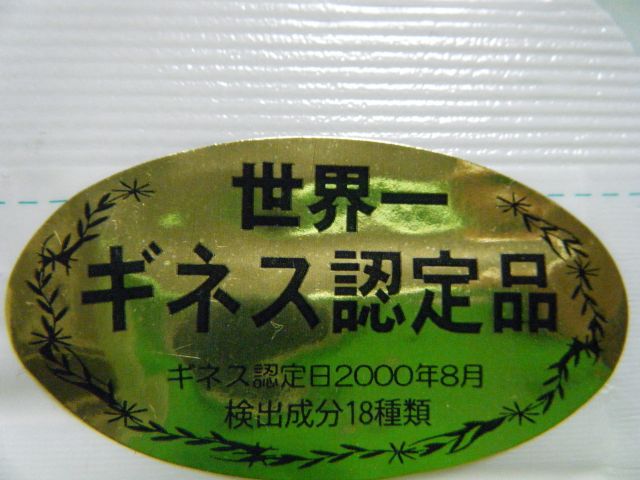 世界一
ギネス認定品
ギネス認定日2000年8月
検出成分18種類